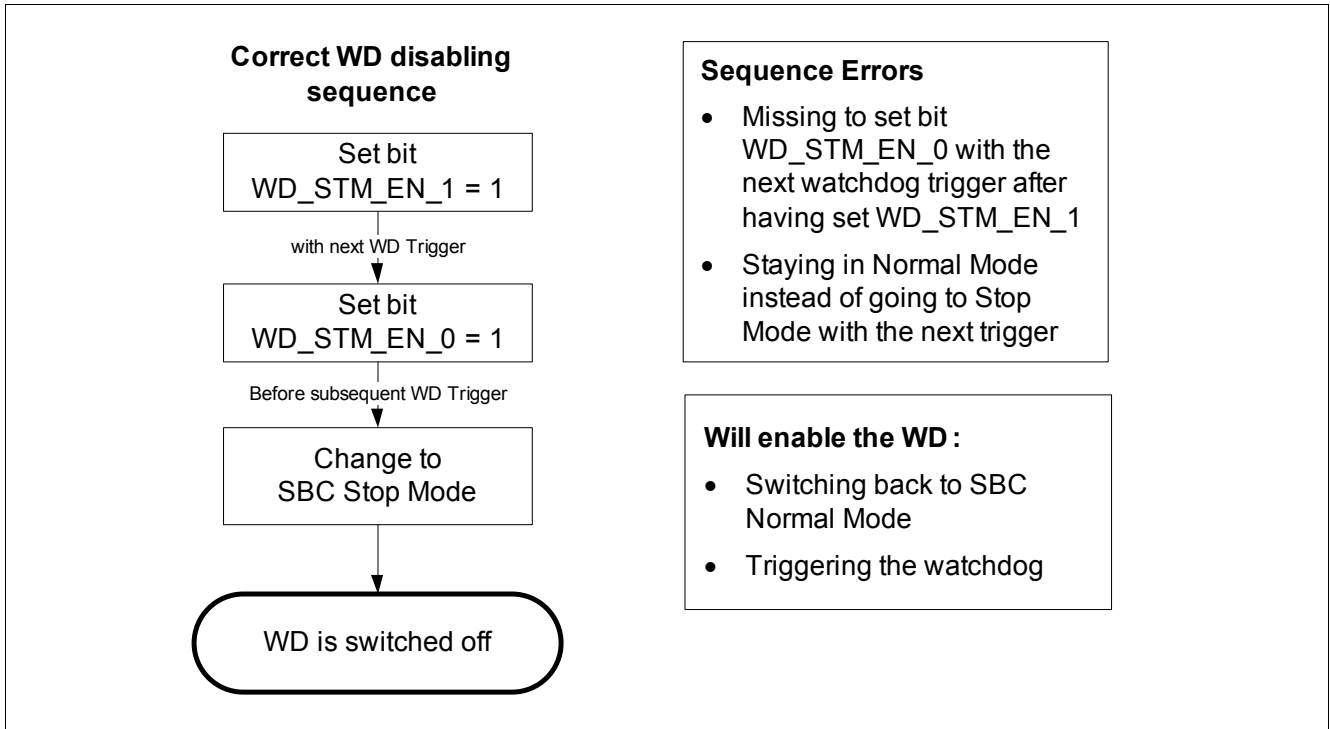 Correct WD disabling
sequence
Set bit
WD_STM_EN_1 = 1
with next WD Trigger
Set bit
WD_STM_EN_0 = 1
Before subsequent WD Trigger
Change to
SBC Stop Mode
WD is switched off
Sequence Errors
• Missing to set bit
WD_STM_EN_0 with the
next watchdog trigger after
having set WD_STM_EN_1
• Staying in Normal Mode
instead of going to Stop
Mode with the next trigger
Will enable the WD :
• Switching back to SBC
Normal Mode
• Triggering the watchdog